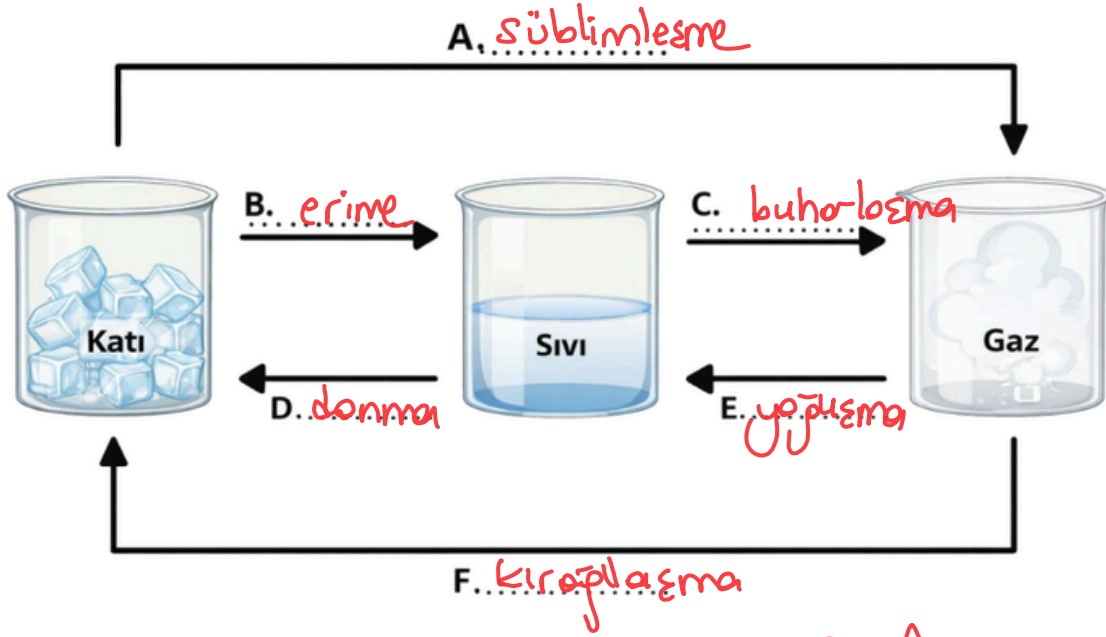 A. süblimleşme
B. erime
C. buharlaşma
Katı
Sıvı
Gaz
D. donma
E. yoğuşma
F. kırağılaşma